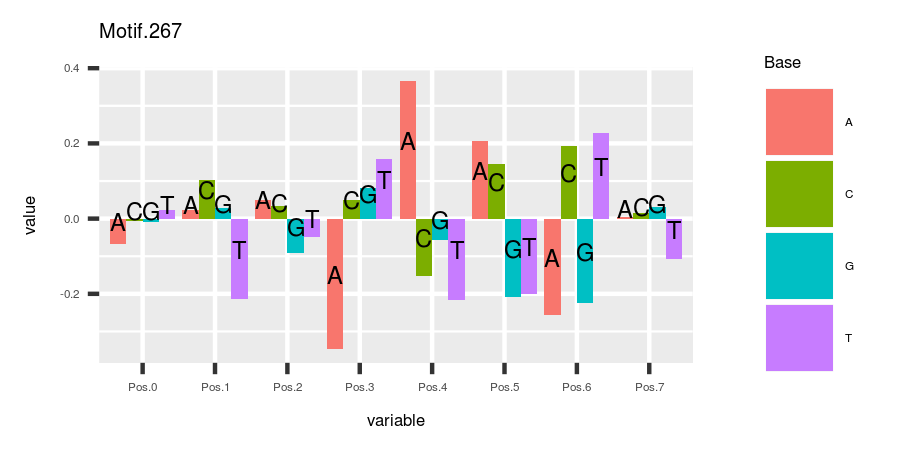 Motif.267
value
0.4
0.2
0.0
-0.2
A C G T A C G T A C G T A C G T A C G T A C G T A C G T A C G T
Pos.0 Pos.1 Pos.2 Pos.3 Pos.4 Pos.5 Pos.6 Pos.7
variable
Base
A
C
G
T